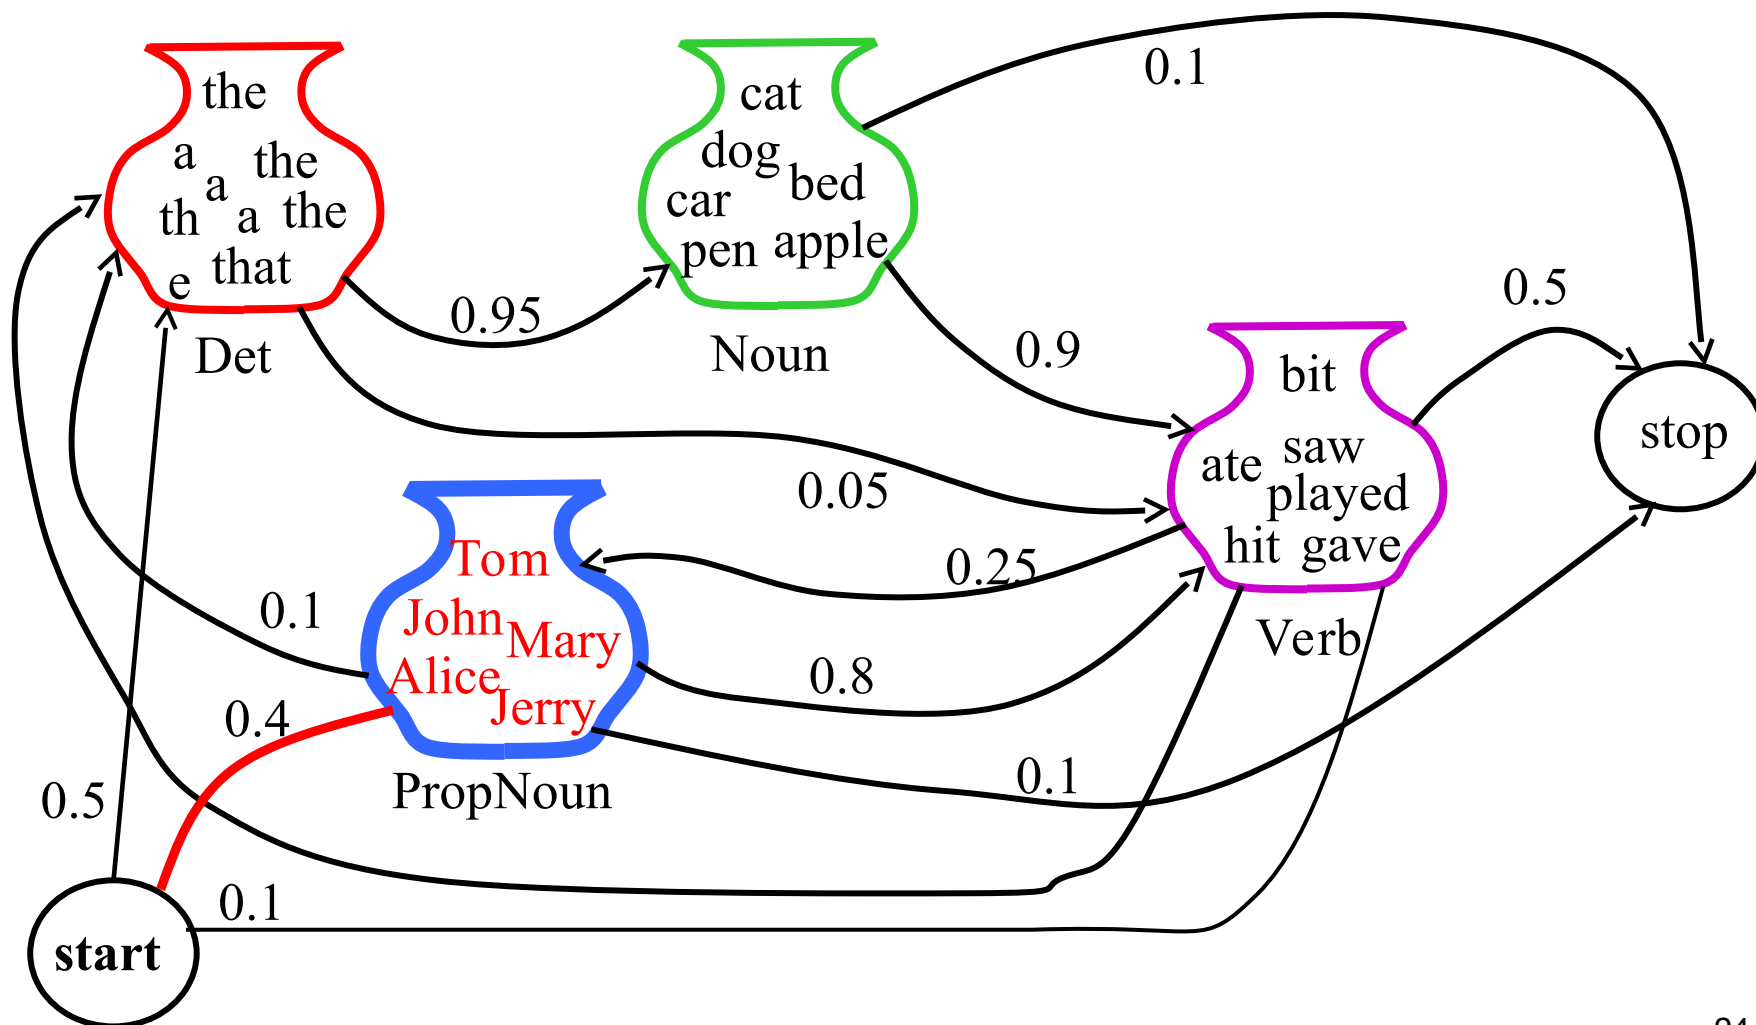 the
a
the
a
th
a
the
e
that
Det
cat
dog
car
bed
pen
apple
Noun
0.1
0.95
0.9
0.5
bit
ate
saw
played
hit
gave
Verb
stop
0.05
0.25
Tom
John
Mary
Alice
Jerry
PropNoun
0.1
0.8
0.4
0.1
0.5
0.1
start